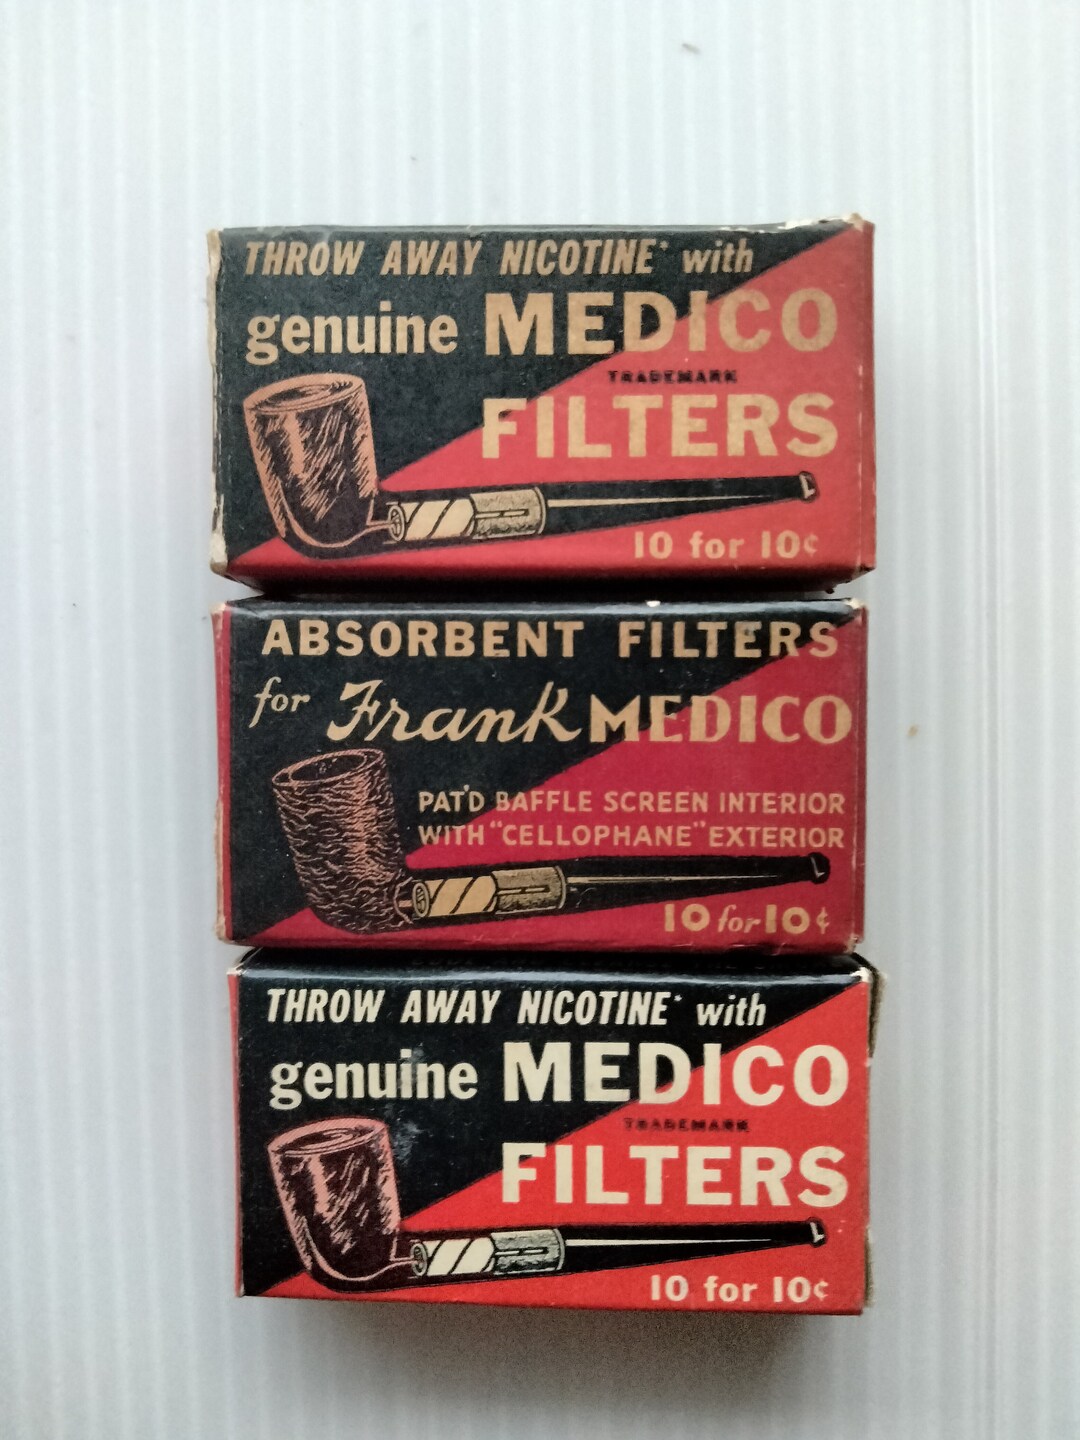 THROW AWAY NICOTINE* with
genuine MEDICO
TRADEMARK
FILTERS
10 for 10¢
ABSORBENT FILTERS
for Frank MEDICO
PAT'D BAFFLE SCREEN INTERIOR
WITH "CELLOPHANE" EXTERIOR
10 for 10¢
THROW AWAY NICOTINE* with
genuine MEDICO
TRADEMARK
FILTERS
10 for 10¢